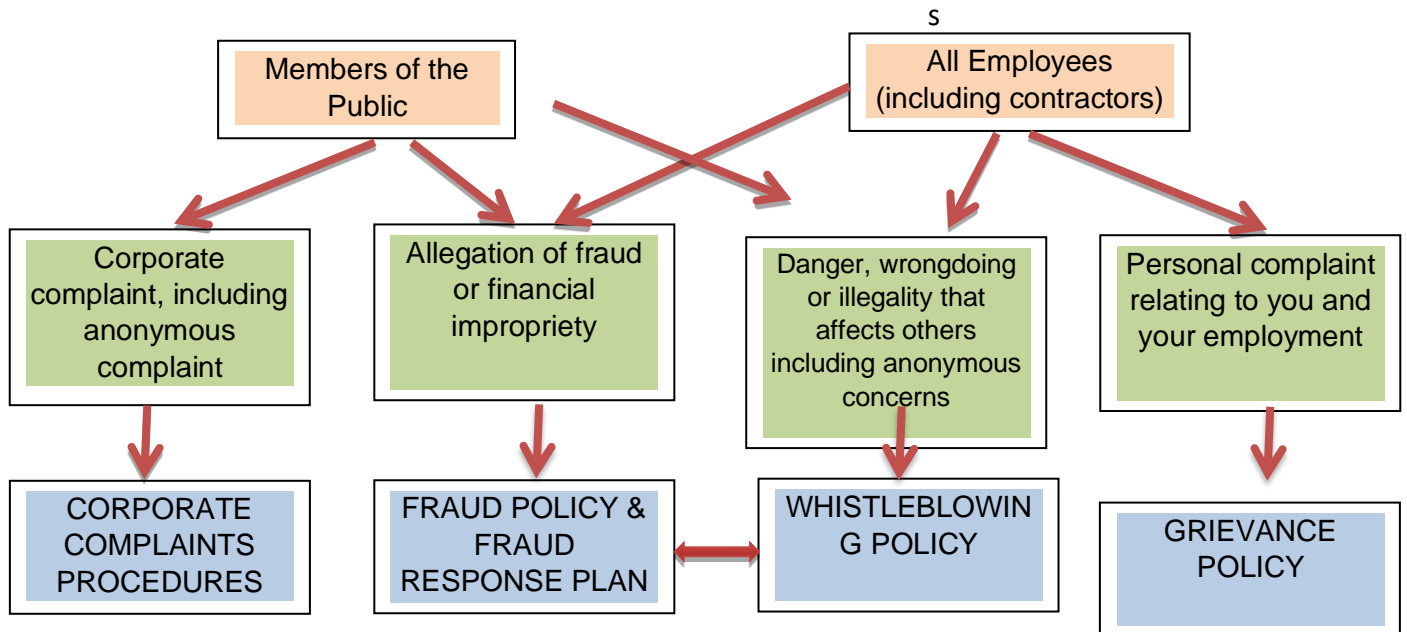 s
Members of the
Public
All Employees
(including contractors)
Corporate
complaint, including
anonymous
complaint
Allegation of fraud
or financial
impropriety
Danger, wrongdoing
or illegality that
affects others
including anonymous
concerns
Personal complaint
relating to you and
your employment
CORPORATE
COMPLAINTS
PROCEDURES
FRAUD POLICY &
FRAUD
RESPONSE PLAN
WHISTLEBLOWIN
G POLICY
GRIEVANCE
POLICY